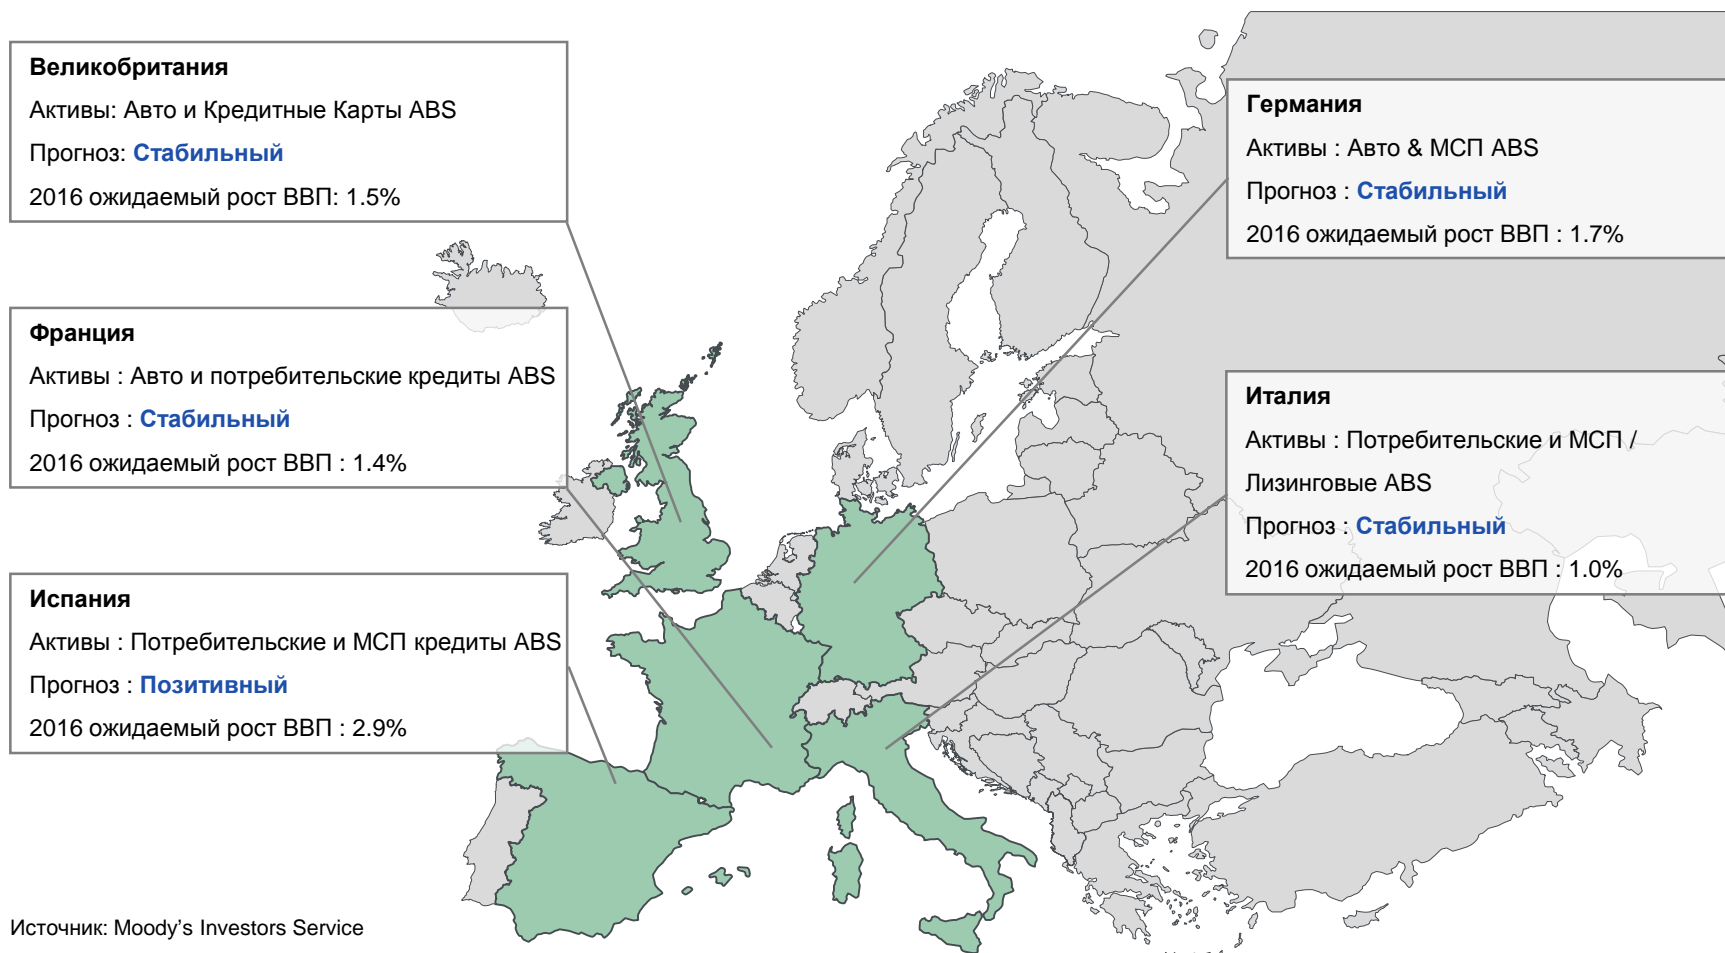 Великобритания
Активы: Авто и Кредитные Карты ABS
Прогноз: Стабильный
2016 ожидаемый рост ВВП: 1.5%
Франция
Активы : Авто и потребительские кредиты ABS
Прогноз : Стабильный
2016 ожидаемый рост ВВП : 1.4%
Испания
Активы : Потребительские и МСП кредиты ABS
Прогноз : Позитивный
2016 ожидаемый рост ВВП : 2.9%
Германия
Активы : Авто & МСП ABS
Прогноз : Стабильный
2016 ожидаемый рост ВВП : 1.7%
Италия
Активы : Потребительские и МСП /
Лизинговые ABS
Прогноз : Стабильный
2016 ожидаемый рост ВВП : 1.0%
Источник: Moody's Investors Service